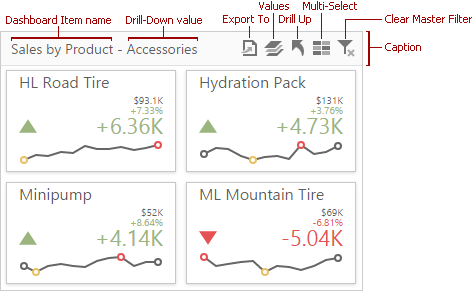 Dashboard Item name Drill-Down value Values Multi-Select
Export To Drill Up Clear Master Filter
Sales by Product - Accessories
Caption
HL Road Tire
$93.1K
+7.33%
+6.36K
Hydration Pack
$131K
+3.76%
+4.73K
Minipump
$52K
+8.64%
+4.14K
ML Mountain Tire
$69K
-6.81%
-5.04K